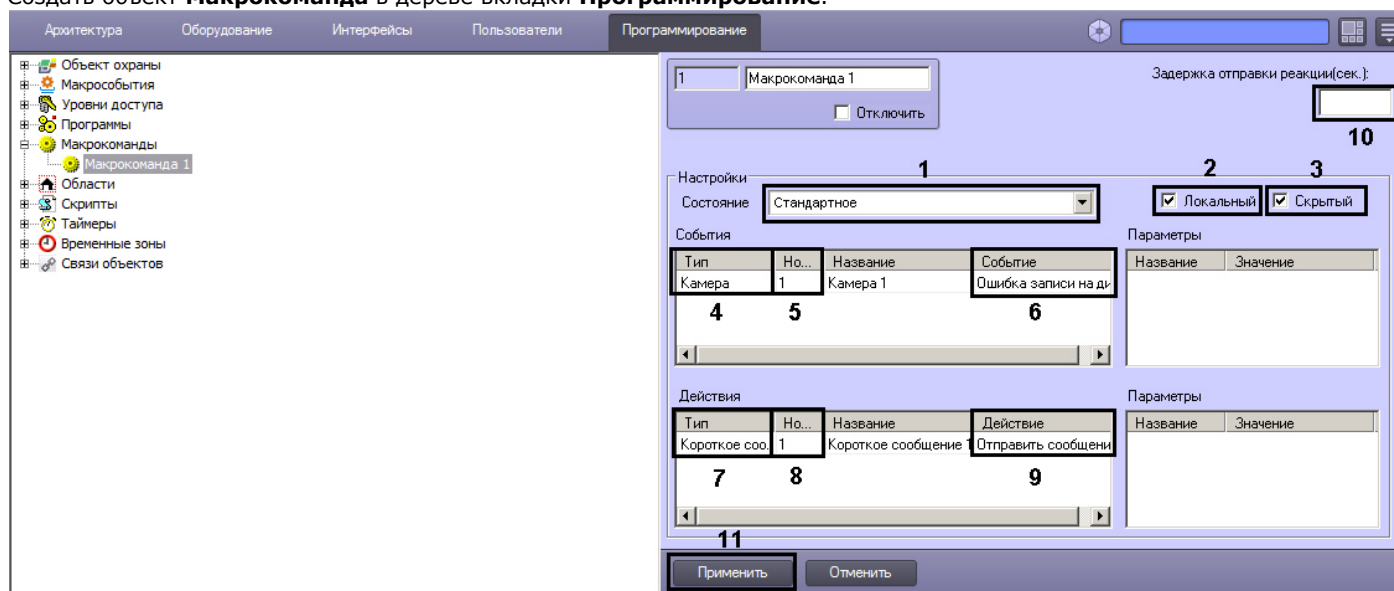 Создать объект Макрокоманда в дереве вкладки Программирование.
Архитектура Оборудование Интерфейсы Пользователи Программирование
Объект охраны
Макрособытия
Уровни доступа
Программы
Макрокоманды
Макрокоманда 1
Области
Скрипты
Таймеры
Временные зоны
Связи объектов
1 Макрокоманда 1
Отключить
Задержка отправки реакции(сек.):
10
1 2 3
Настройки
Состояние Стандартное Локальный Скрытый
События Параметры
Тип Но... Название Событие Название Значение
Камера 1 Камера 1 Ошибка записи на ди
4 5 6
Действия Параметры
Тип Но... Название Действие Название Значение
Короткое соо... 1 Короткое сообщение 1 Отправить сообщени
7 8 9
11
Применить Отменить